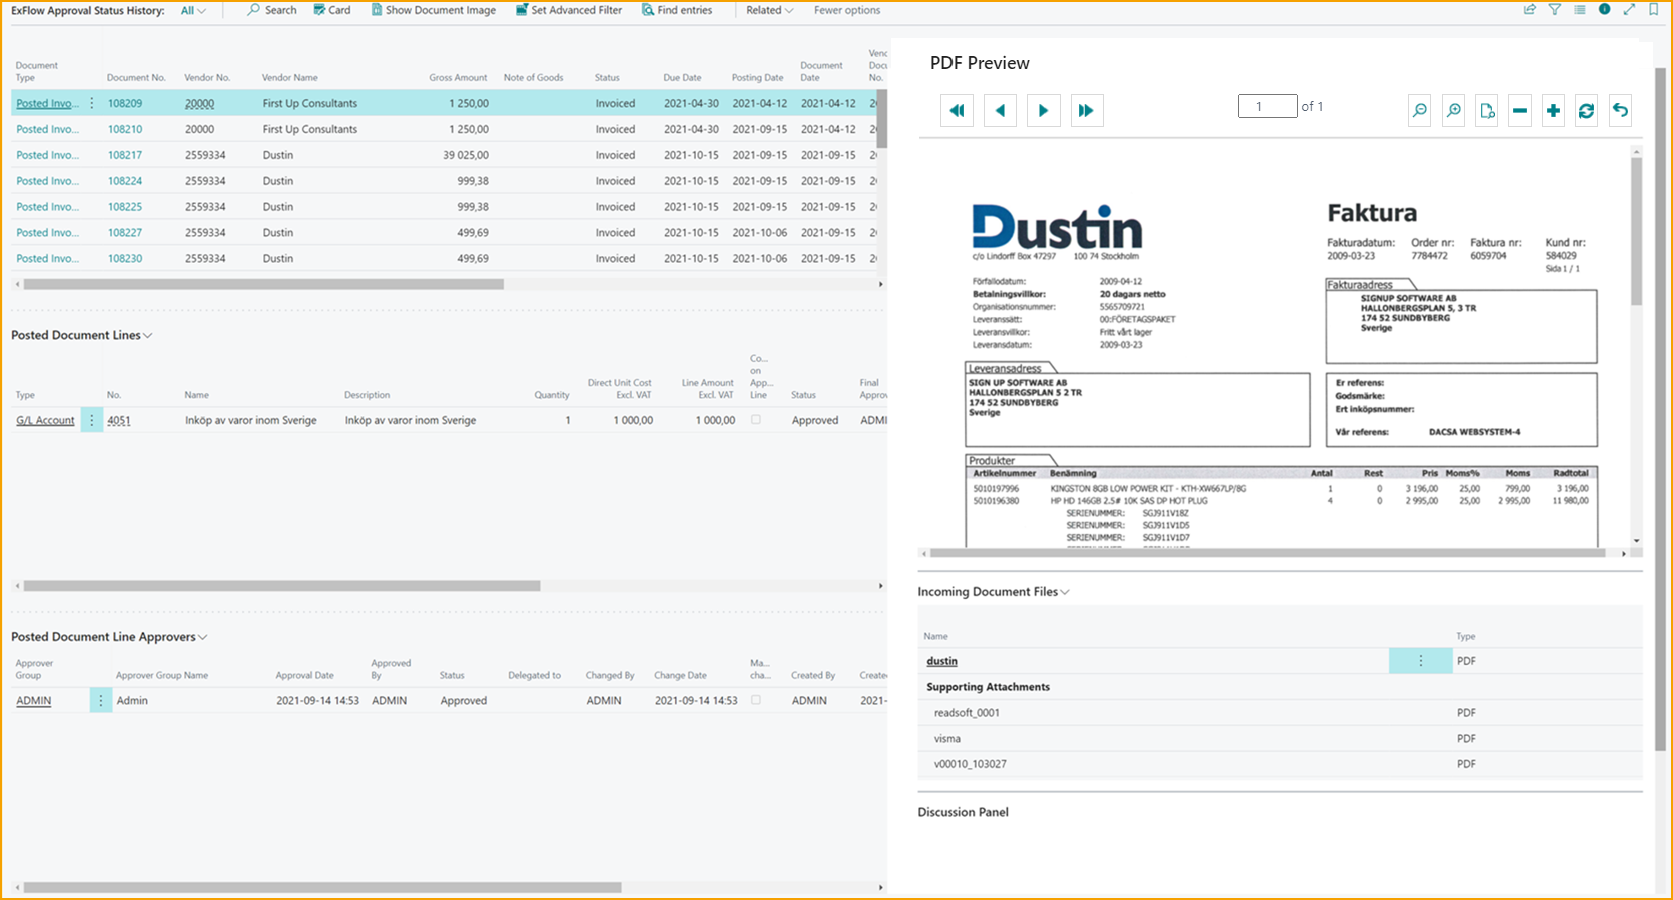 ExFlow Approval Status History: All Search Card Show Document Image Set Advanced Filter Find entries Related Fewer options
Document Type Document No. Vendor No. Vendor Name Gross Amount Note of Goods Status Due Date Posting Date Document Date
Posted Invo... 108209 20000 First Up Consultants 1 250,00 Invoiced 2021-04-30 2021-04-12 2021-04-12
Posted Invo... 108210 20000 First Up Consultants 1 250,00 Invoiced 2021-04-30 2021-09-15 2021-04-12
Posted Invo... 108217 2559334 Dustin 39 025,00 Invoiced 2021-10-15 2021-09-15 2021-09-15
Posted Invo... 108224 2559334 Dustin 999,38 Invoiced 2021-10-15 2021-09-15 2021-09-15
Posted Invo... 108225 2559334 Dustin 999,38 Invoiced 2021-10-15 2021-09-15 2021-09-15
Posted Invo... 108227 2559334 Dustin 499,69 Invoiced 2021-10-15 2021-10-06 2021-09-15
Posted Invo... 108230 2559334 Dustin 499,69 Invoiced 2021-10-15 2021-10-06 2021-09-15
Posted Document Lines
Type No. Name Description Quantity Direct Unit Cost Excl. VAT Line Amount Excl. VAT Co... on App... Line Status Final
G/L Account 4051 Inköp av varor inom Sverige Inköp av varor inom Sverige 1 1 000,00 1 000,00 Approved
Posted Document Line Approvers
Approver Group Approver Group Name Approval Date Approved By Status Delegated to Changed By Change Date Ma... cha... Created By
ADMIN Admin 2021-09-14 14:53 ADMIN Approved ADMIN 2021-09-14 14:53 ADMIN 2021-
PDF Preview
1 of 1
Dustin
c/o Lindorff Box 47297 100 74 Stockholm
Faktura
Fakturadatum: Order nr: Faktura nr: Kund nr:
2009-03-23 7784472 6059704 584029
Sida 1 / 1
Förfallodatum: 2009-04-12
Betalningsvillkor: 20 dagars netto
Organisationsnummer: 5565709721
Leveranssätt: 00:FÖRETAGSPAKET
Leveransvillkor: Fritt vårt lager
Leveransdatum: 2009-03-23
Fakturaadress
SIGNUP SOFTWARE AB
HALLONBERGSPLAN 5, 3 TR
174 52 SUNDBYBERG
Sverige
Leveransadress
SIGN UP SOFTWARE AB
HALLONBERGSPLAN 5 2 TR
174 52 SUNDBYBERG
Sverige
Er referens:
Godsmärke:
Ert inköpsnummer:
Vår referens: DACSA WEBSYSTEM-4
Produkter
Artikelnummer Benämning Antal Rest Pris Moms% Moms Radtotal
5010197996 KINGSTON 8GB LOW POWER KIT - KTH-XW667LP/8G 1 0 3 196,00 25,00 799,00 3 196,00
5010196380 HP HD 146GB 2.5# 10K SAS DP HOT PLUG 4 0 2 995,00 25,00 2 995,00 11 980,00
SERIENUMMER: SGJ911V18Z
SERIENUMMER: SGJ911V1D5
SERIENUMMER: SGJ911V1D7
Incoming Document Files
Name Type
dustin PDF
Supporting Attachments
readsoft_0001 PDF
visma PDF
v00010_103027 PDF
Discussion Panel